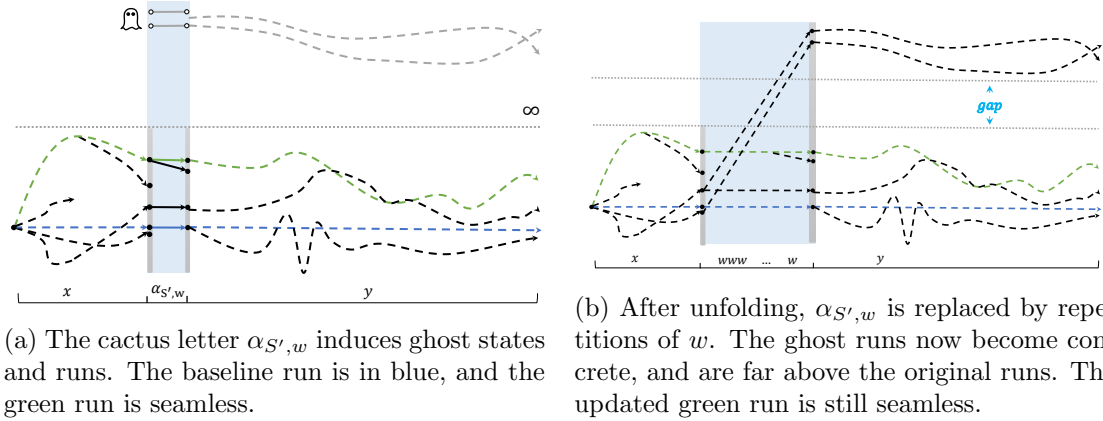 ∞
x
α_{S',w}
y
(a) The cactus letter α_{S',w} induces ghost states
and runs. The baseline run is in blue, and the
green run is seamless.
gap
x
www ... w
y
(b) After unfolding, α_{S',w} is replaced by repe
titions of w. The ghost runs now become con
crete, and are far above the original runs. Th
updated green run is still seamless.